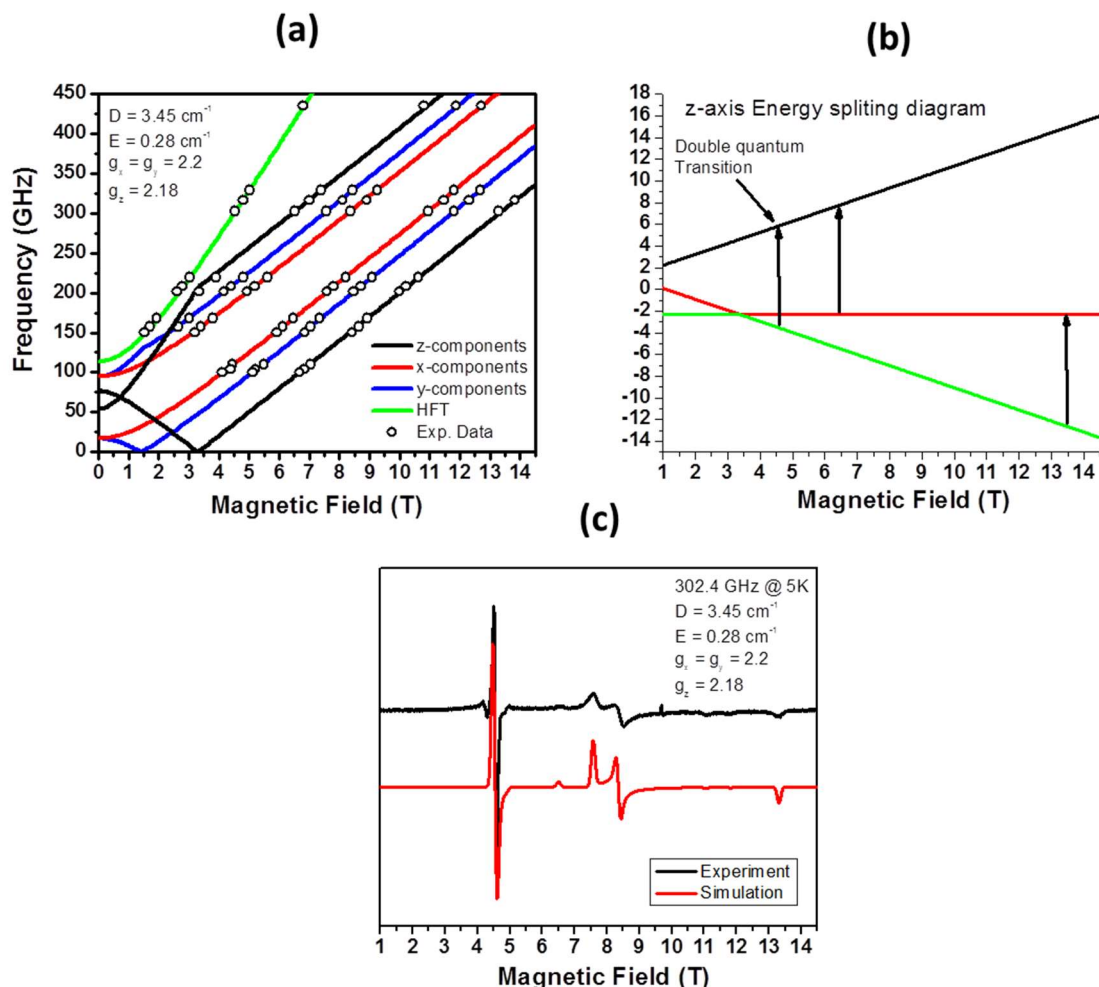 (a)
450
400
350
300
250
200
150
100
50
0
Frequency (GHz)
D = 3.45 cm⁻¹
E = 0.28 cm⁻¹
gₓ = gᵧ = 2.2
g_z = 2.18
z-components
x-components
y-components
HFT
Exp. Data
0 1 2 3 4 5 6 7 8 9 10 11 12 13 14
Magnetic Field (T)
(b)
18
16
14
12
10
8
6
4
2
0
-2
-4
-6
-8
-10
-12
-14
z-axis Energy spliting diagram
Double quantum
Transition
1 2 3 4 5 6 7 8 9 10 11 12 13 14
Magnetic Field (T)
(c)
302.4 GHz @ 5K
D = 3.45 cm⁻¹
E = 0.28 cm⁻¹
gₓ = gᵧ = 2.2
g_z = 2.18
Experiment
Simulation
1 2 3 4 5 6 7 8 9 10 11 12 13 14
Magnetic Field (T)